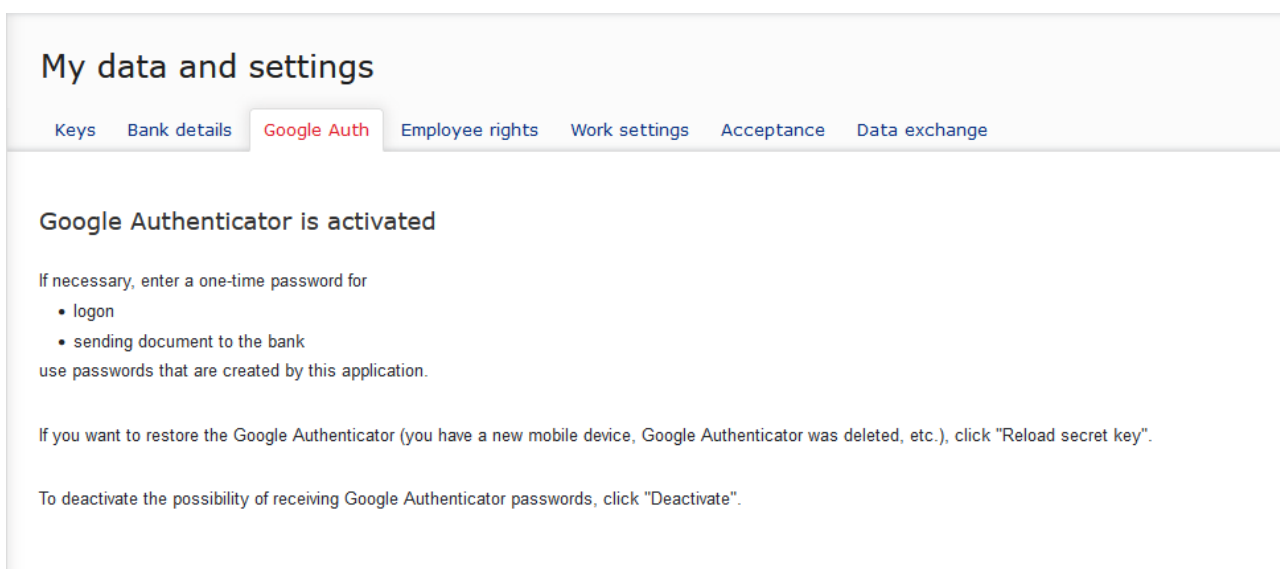 My data and settings
Keys Bank details Google Auth Employee rights Work settings Acceptance Data exchange
Google Authenticator is activated
If necessary, enter a one-time password for
• logon
• sending document to the bank
use passwords that are created by this application.
If you want to restore the Google Authenticator (you have a new mobile device, Google Authenticator was deleted, etc.), click "Reload secret key".
To deactivate the possibility of receiving Google Authenticator passwords, click "Deactivate".